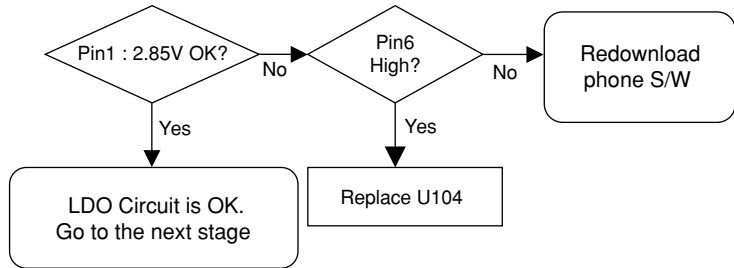 Pin1 : 2.85V OK?
No
Pin6
High?
No
Redownload
phone S/W
Yes
Yes
LDO Circuit is OK.
Go to the next stage
Replace U104